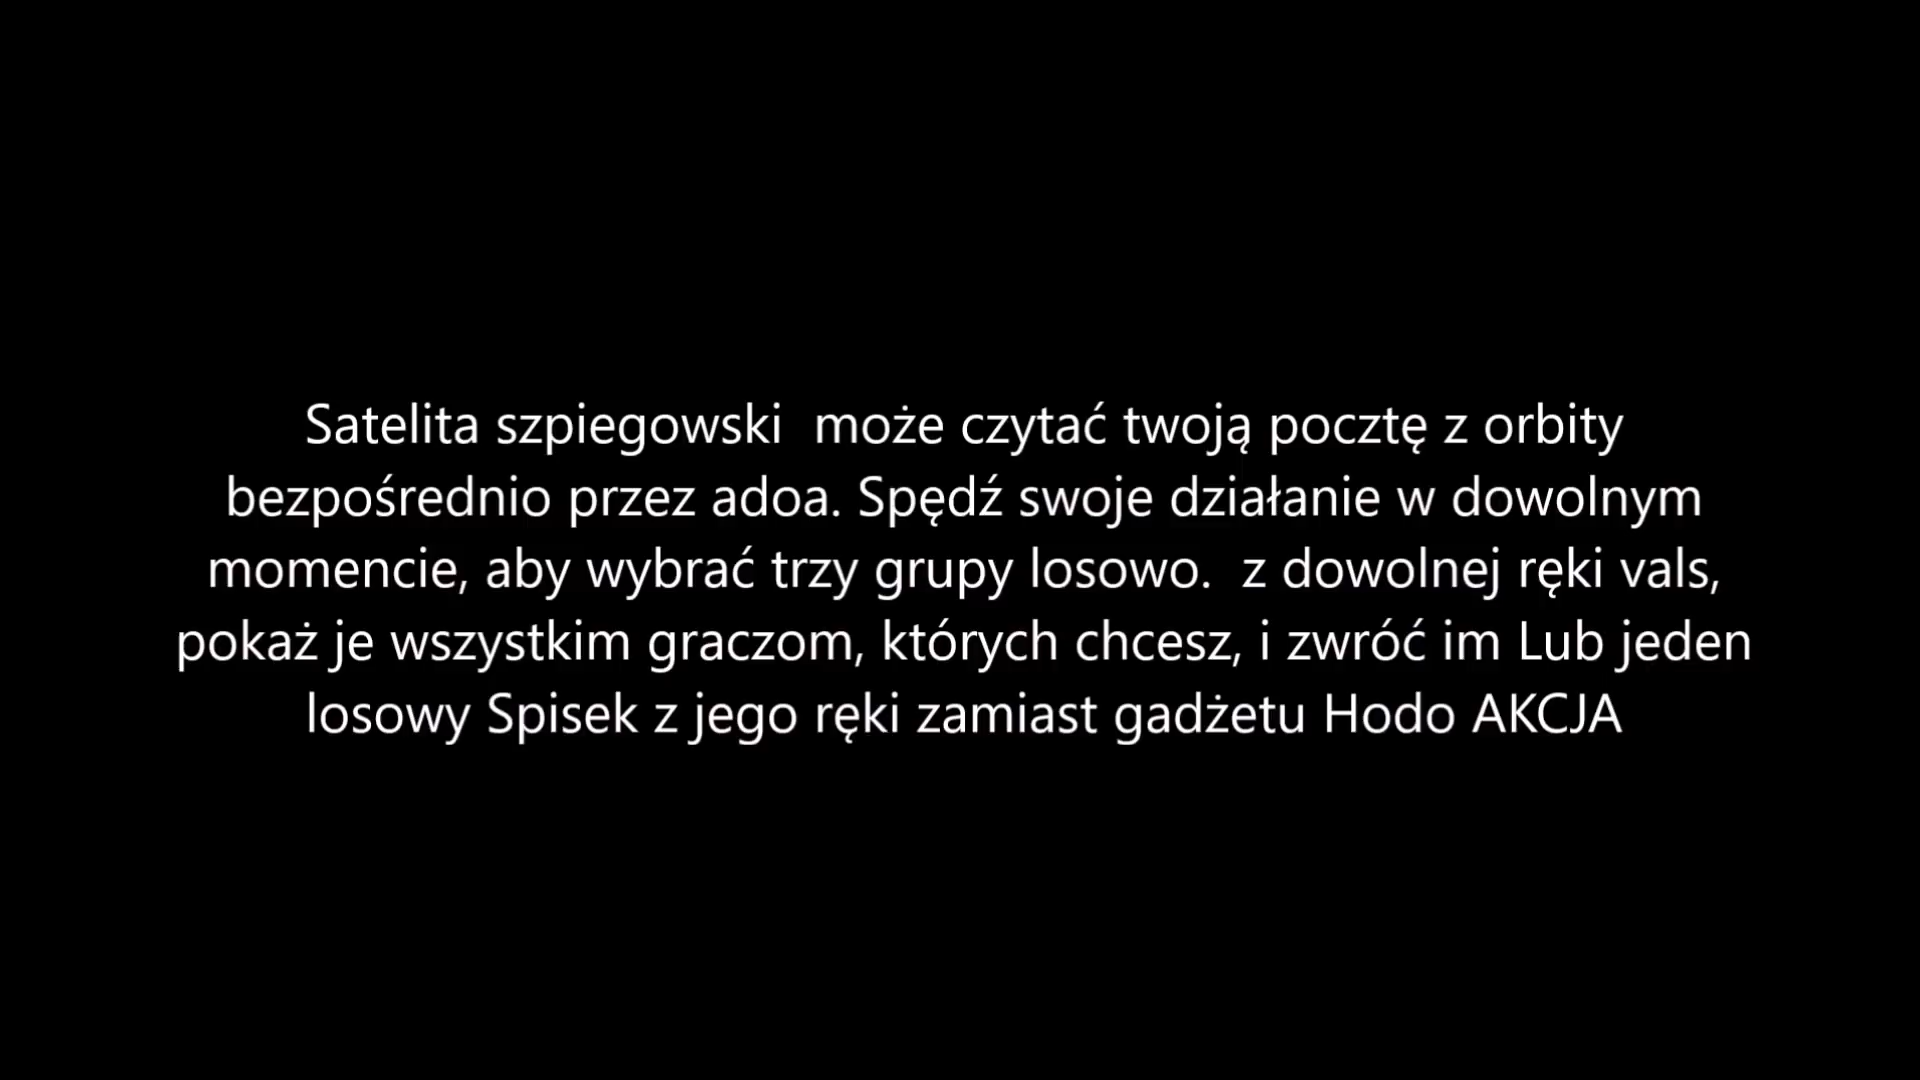 Satelita szpiegowski  może czytać twoją pocztę z orbity
bezpośrednio przez adoa. Spędź swoje działanie w dowolnym
momencie, aby wybrać trzy grupy losowo.  z dowolnej ręki vals,
pokaż je wszystkim graczom, których chcesz, i zwróć im Lub jeden
losowy Spisek z jego ręki zamiast gadżetu Hodo AKCJA